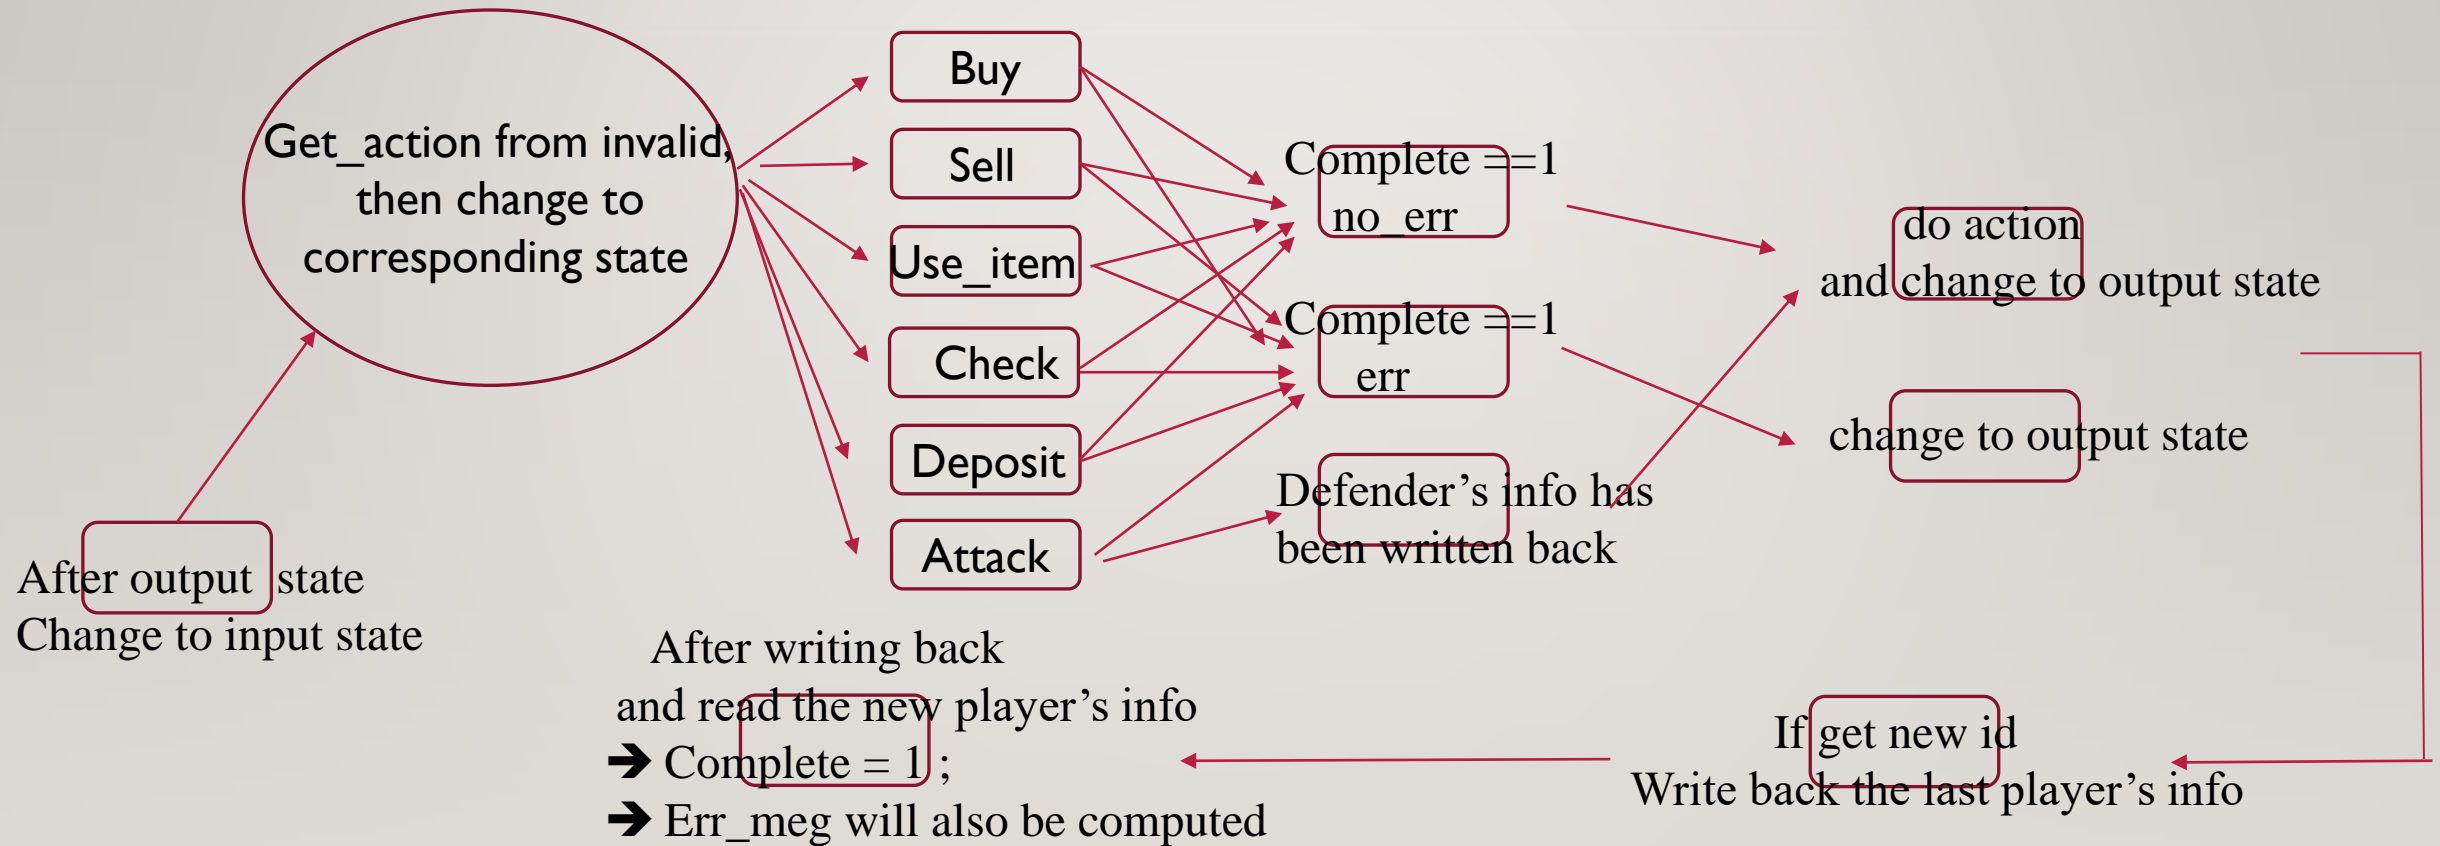 Get_action from invalid,
then change to
corresponding state
Buy
Sell
Use_item
Check
Deposit
Attack
Complete ==1
no_err
Complete ==1
err
Defender’s info has
been written back
do action
and change to output state
change to output state
After output state
Change to input state
After writing back
and read the new player’s info
➔ Complete = 1 ;
➔ Err_meg will also be computed
If get new id
Write back the last player’s info